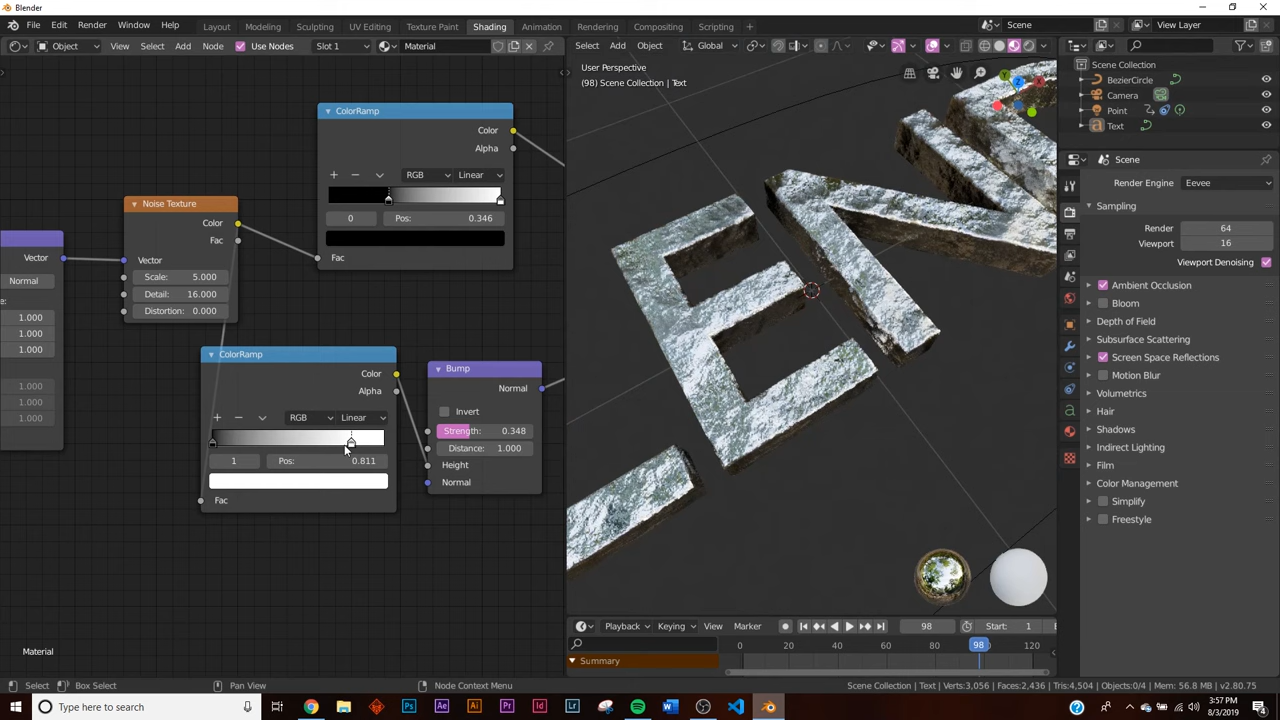 Blender
File Edit Render Window Help
Layout Modeling Sculpting UV Editing Texture Paint Shading Animation Rendering Compositing Scripting
Scene
View Layer
Object View Select Add Node Use Nodes Slot 1 Material
Select Add Object Global
User Perspective
(98) Scene Collection | Text
Scene Collection
BezierCircle
Camera
Point
Text
Scene
Render Engine Eevee
Sampling
Render 64
Viewport 16
Viewport Denoising
Ambient Occlusion
Bloom
Depth of Field
Subsurface Scattering
Screen Space Reflections
Motion Blur
Volumetrics
Hair
Shadows
Indirect Lighting
Film
Color Management
Simplify
Freestyle
ColorRamp
Color
Alpha
RGB Linear
0 Pos: 0.346
Fac
Noise Texture
Color
Fac
Vector
Scale: 5.000
Detail: 16.000
Distortion: 0.000
Vector
Normal
1.000
1.000
1.000
1.000
1.000
1.000
ColorRamp
Color
Alpha
RGB Linear
1 Pos: 0.811
Fac
Bump
Normal
Invert
Strength: 0.348
Distance: 1.000
Height
Normal
Material
X
Y
Z
Playback Keying View Marker 98 Start: 1
0 20 40 60 80 98 120
Summary
Select Box Select Pan View Node Context Menu
Scene Collection | Text | Verts:3,056 | Faces:2,436 | Tris:4,504 | Objects:0/4 | Mem: 56.8 MB | v2.80.75
Type here to search
Ps Ae Ai Pr Id Lr
3:57 PM
8/3/2019